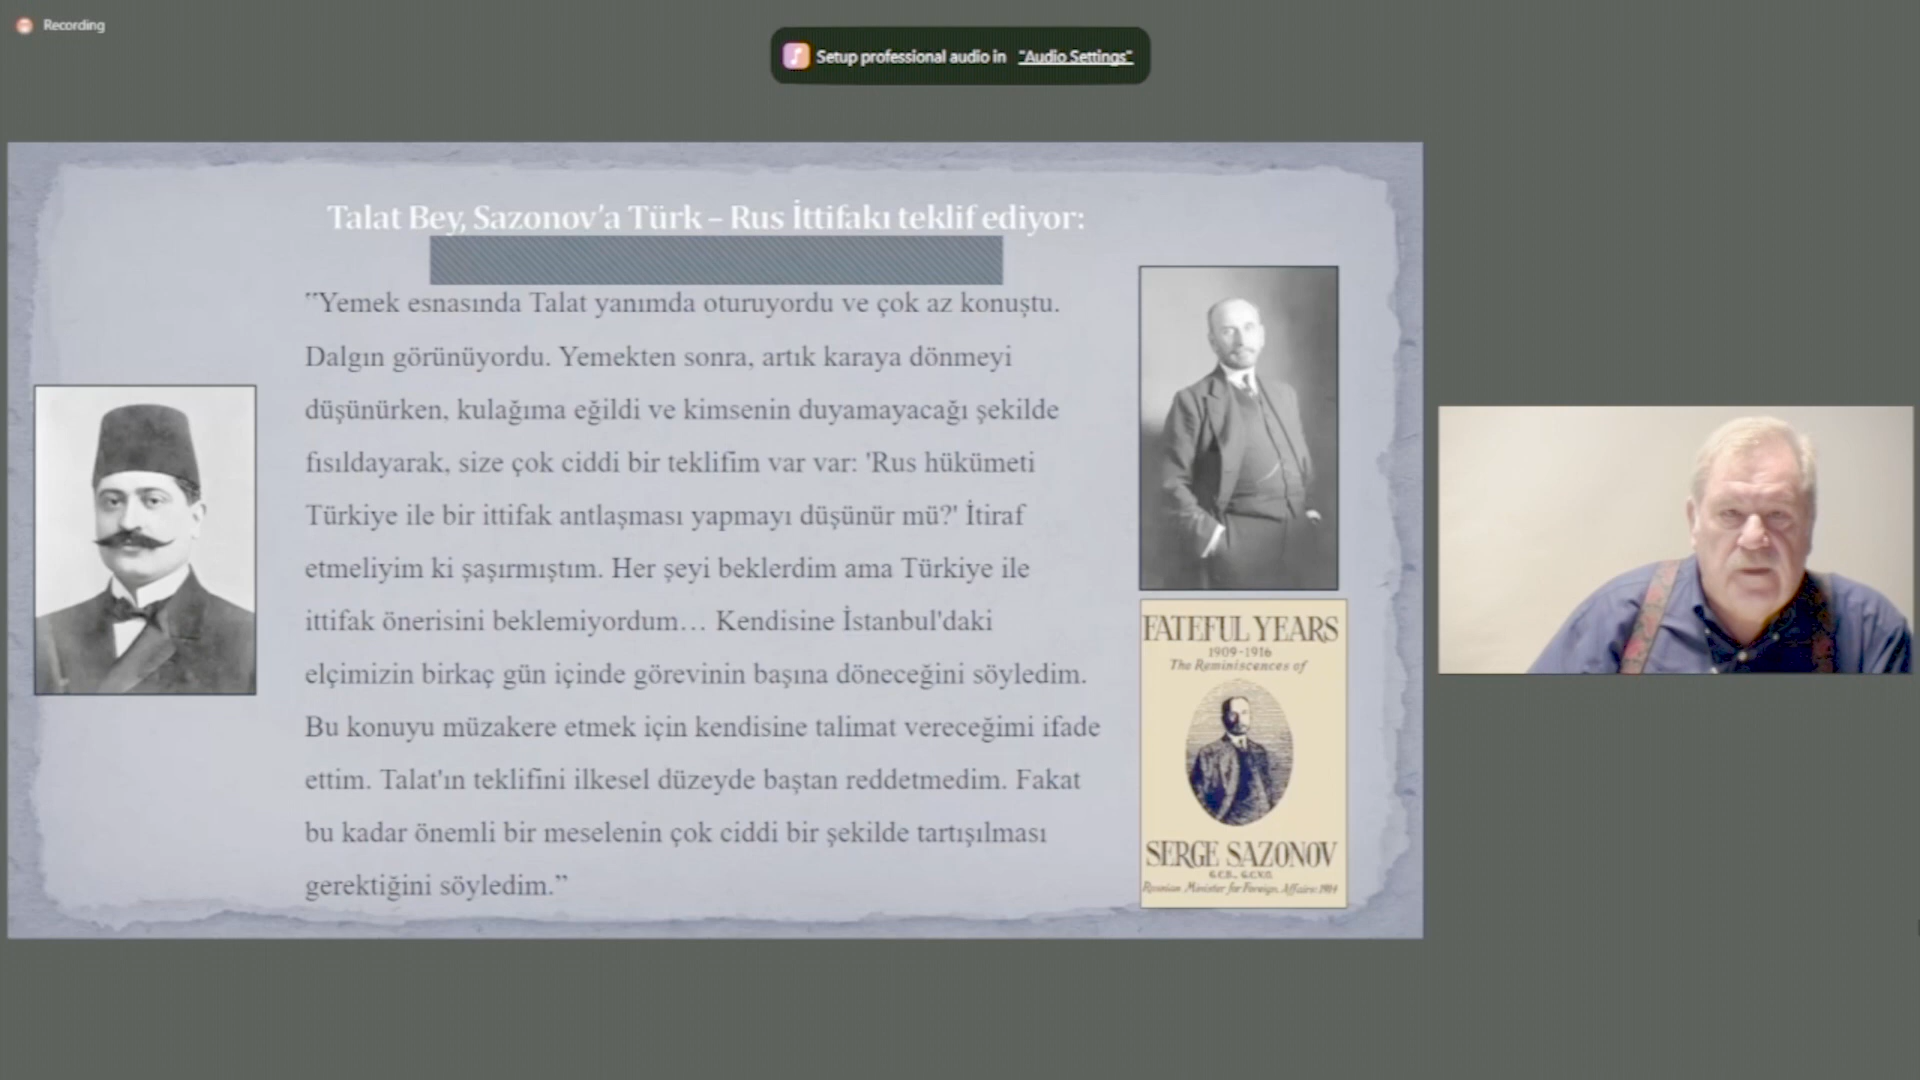 Recording
Setup professional audio in "Audio Settings"
Talat Bey, Sazonov'a Türk – Rus İttifakı teklif ediyor:
"Yemek esnasında Talat yanımda oturuyordu ve çok az konuştu.
Dalgın görünüyordu. Yemekten sonra, artık karaya dönmeyi
düşünürken, kulağıma eğildi ve kimsenin duyamayacağı şekilde
fısıldayarak, size çok ciddi bir teklifim var var: 'Rus hükümeti
Türkiye ile bir ittifak antlaşması yapmayı düşünür mü?' İtiraf
etmeliyim ki şaşırmıştım. Her şeyi beklerdim ama Türkiye ile
ittifak önerisini beklemiyordum… Kendisine İstanbul'daki
elçimizin birkaç gün içinde görevinin başına döneceğini söyledim.
Bu konuyu müzakere etmek için kendisine talimat vereceğimi ifade
ettim. Talat'ın teklifini ilkesel düzeyde baştan reddetmedim. Fakat
bu kadar önemli bir meselenin çok ciddi bir şekilde tartışılması
gerektiğini söyledim.”
FATEFUL YEARS
1909-1916
The Reminiscences of
SERGE SAZONOV
G.C.B., G.C.V.O.
Russian Minister for Foreign Affairs: 1914